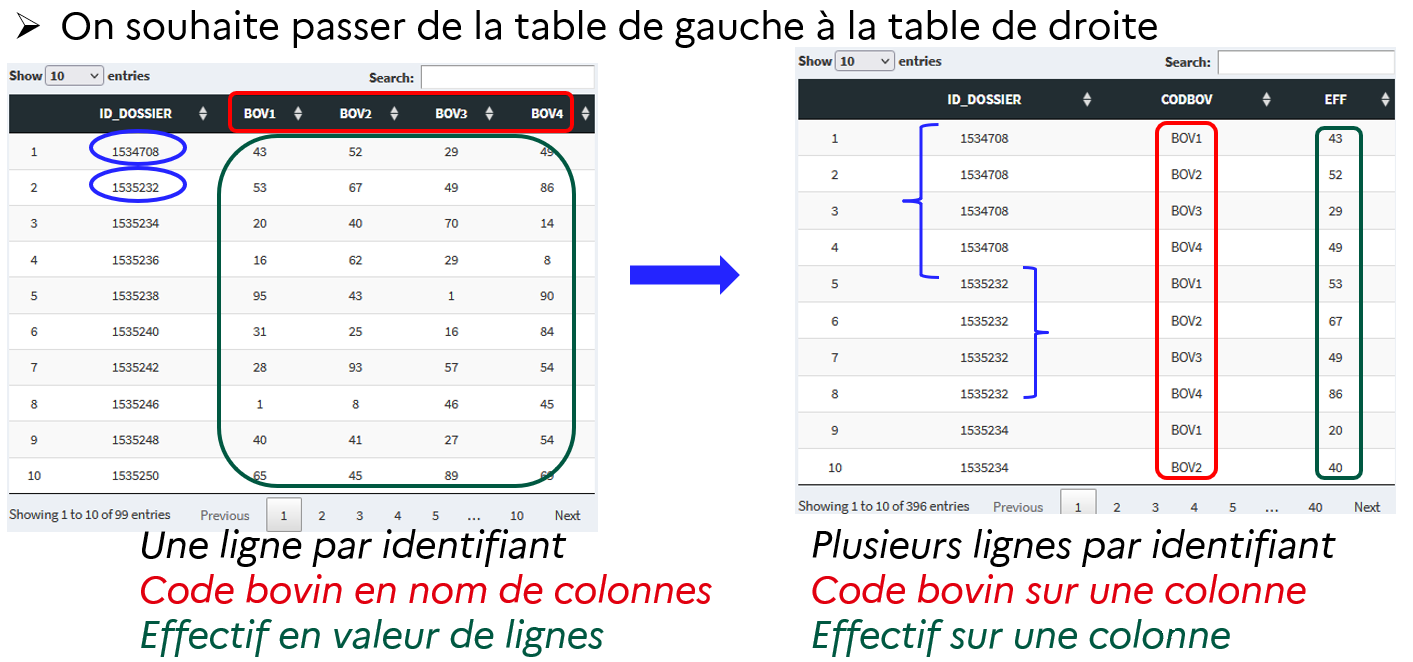 ➢ On souhaite passer de la table de gauche à la table de droite
Show 10 entries Search:
ID_DOSSIER BOV1 BOV2 BOV3 BOV4
1 1534708 43 52 29 49
2 1535232 53 67 49 86
3 1535234 20 40 70 14
4 1535236 16 62 29 8
5 1535238 95 43 1 90
6 1535240 31 25 16 84
7 1535242 28 93 57 54
8 1535246 1 8 46 45
9 1535248 40 41 27 54
10 1535250 65 45 89
Showing 1 to 10 of 99 entries Previous 1 2 3 4 5 ... 10 Next
Une ligne par identifiant
Code bovin en nom de colonnes
Effectif en valeur de lignes
Show 10 entries Search:
ID_DOSSIER CODBOV EFF
1 1534708 BOV1 43
2 1534708 BOV2 52
3 1534708 BOV3 29
4 1534708 BOV4 49
5 1535232 BOV1 53
6 1535232 BOV2 67
7 1535232 BOV3 49
8 1535232 BOV4 86
9 1535234 BOV1 20
10 1535234 BOV2 40
Showing 1 to 10 of 396 entries Previous 1 2 3 4 5 ... 40 Next
Plusieurs lignes par identifiant
Code bovin sur une colonne
Effectif sur une colonne